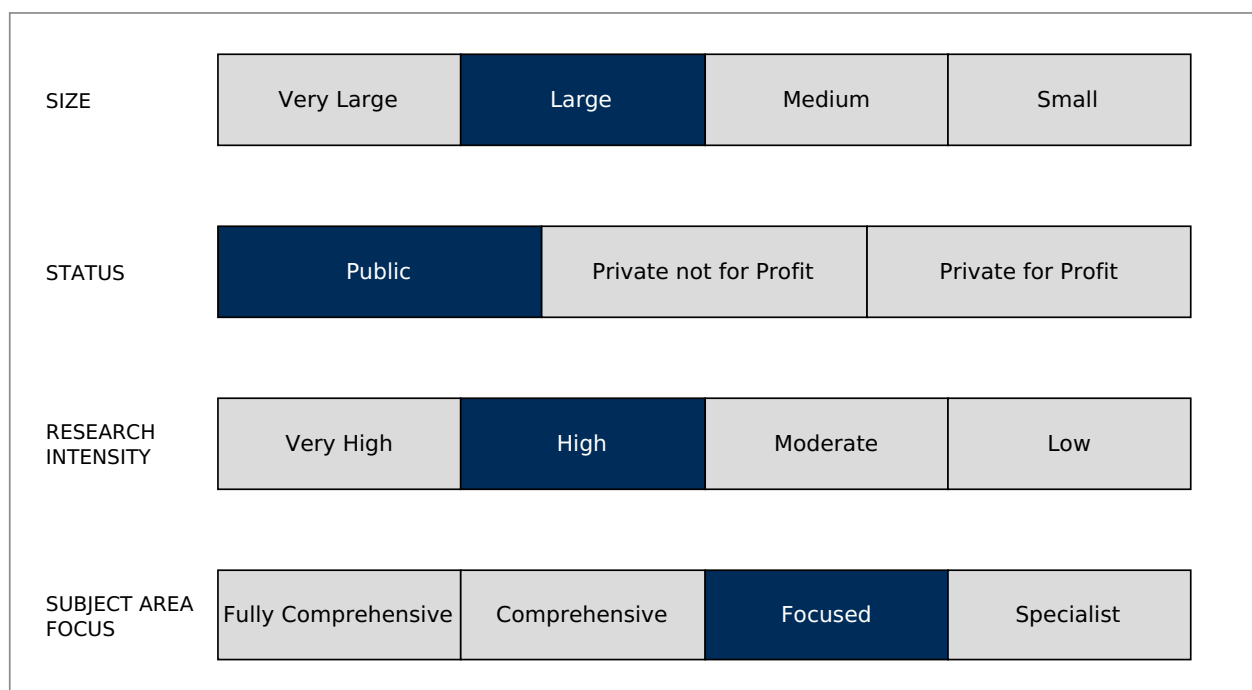 SIZE
Very Large
Large
Medium
Small
STATUS
Public
Private not for Profit
Private for Profit
RESEARCH
INTENSITY
Very High
High
Moderate
Low
SUBJECT AREA
FOCUS
Fully Comprehensive
Comprehensive
Focused
Specialist